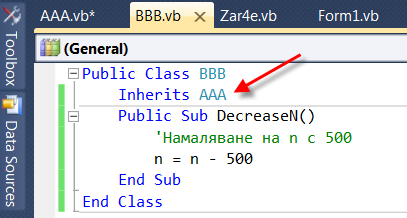 AAA.vb* BBB.vb Zar4e.vb Form1.vb
(General)
Public Class BBB
Inherits AAA
Public Sub DecreaseN()
'Намаляване на n с 500
n = n - 500
End Sub
End Class
Toolbox
Data Sources